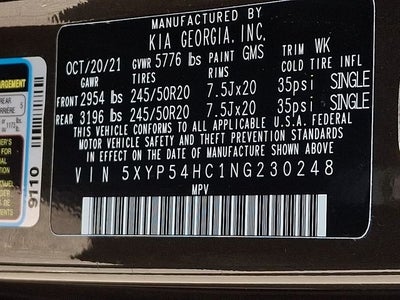 MANUFACTURED BY
KIA GEORGIA, INC.
OCT/20/21 GVWR 5776 lbs PAINT GMS TRIM WK
GAWR TIRES RIMS COLD TIRE INFL
FRONT 2954 lbs 245/50R20 7.5Jx20 35psi SINGLE
REAR 3196 lbs 245/50R20 7.5Jx20 35psi SINGLE
THIS VEHICLE CONFORMS TO ALL APPLICABLE U.S.A. FEDERAL
MOTOR VEHICLE SAFETY AND THEFT PREVENTION STANDARDS
IN EFFECT ON THE DATE OF MANUFACTURE SHOWN ABOVE
VIN 5XYP54HC1NG230248
MPV
REAR 5
9110